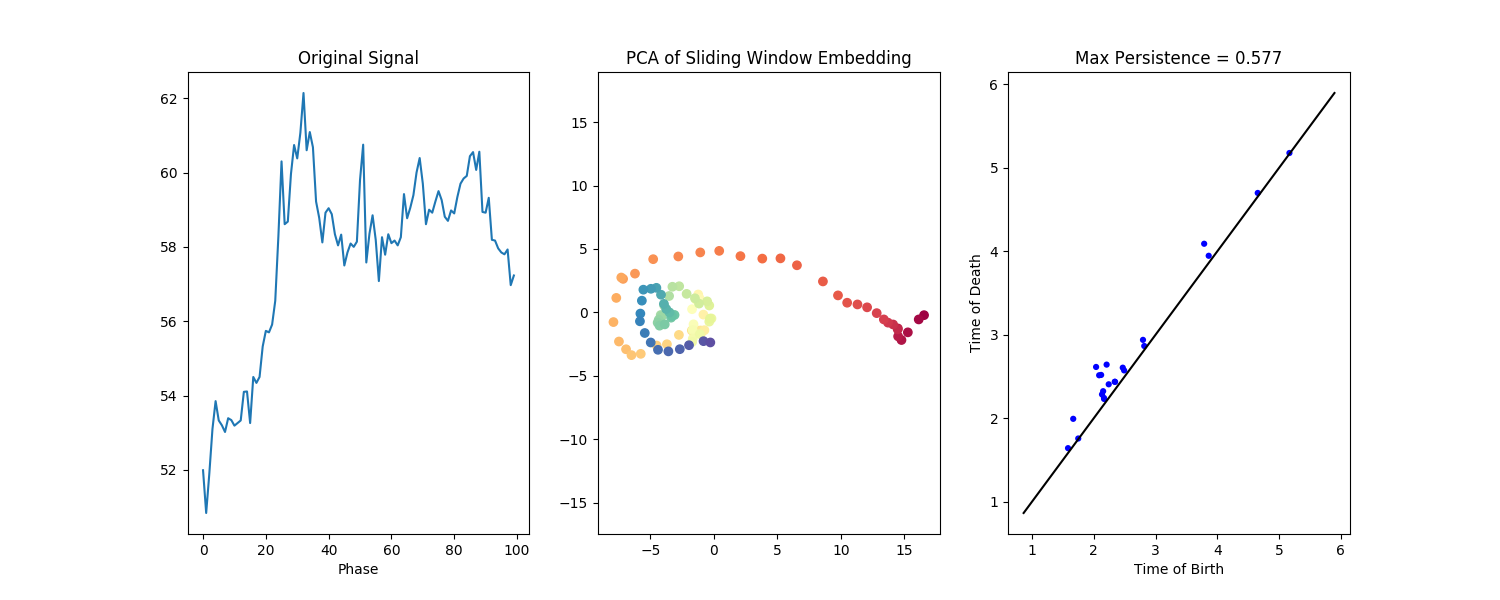 Original Signal
62
60
58
56
54
52
0 20 40 60 80 100
Phase
PCA of Sliding Window Embedding
15
10
5
0
−5
−10
−15
−5 0 5 10 15
Max Persistence = 0.577
Time of Death
6
5
4
3
2
1
1 2 3 4 5 6
Time of Birth